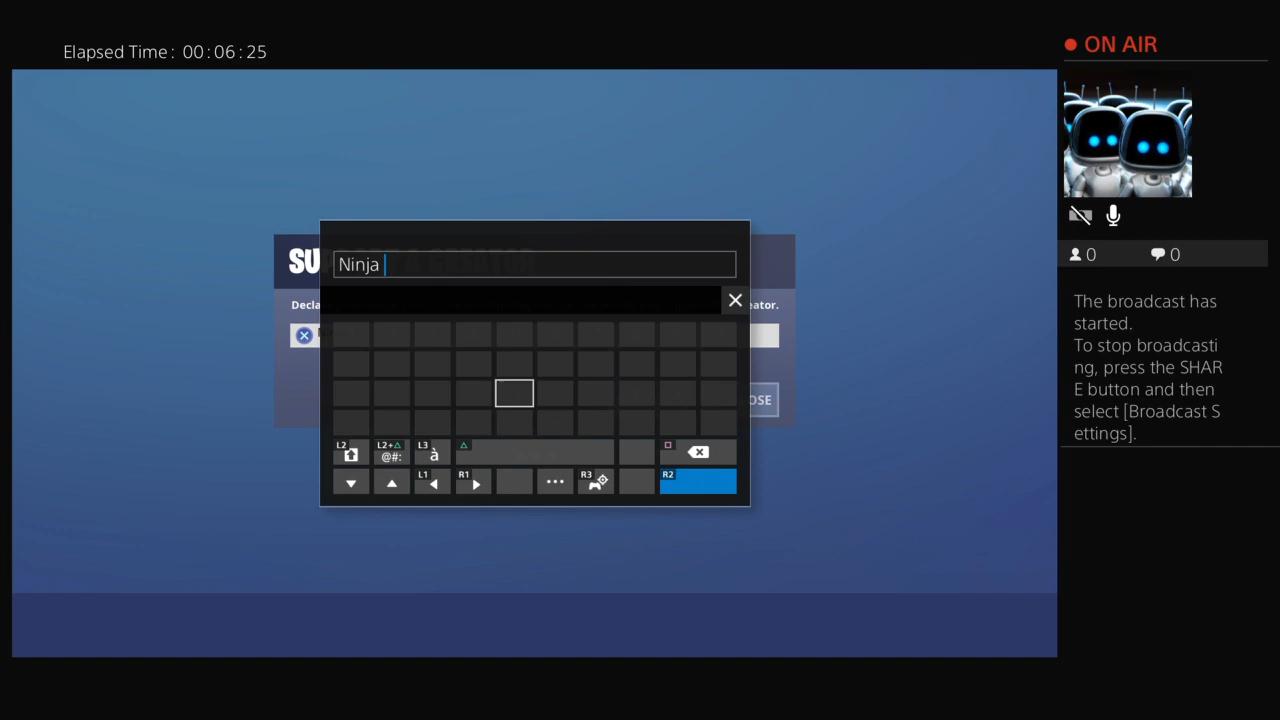 Elapsed Time: 00:06:25
ON AIR
Ninja
SU
Decla
eator.
OSE
L2
L2+△
@#:
L3
à
△
□
L1
R1
...
R3
R2
0
0
The broadcast has
started.
To stop broadcasti
ng, press the SHAR
E button and then
select [Broadcast S
ettings].